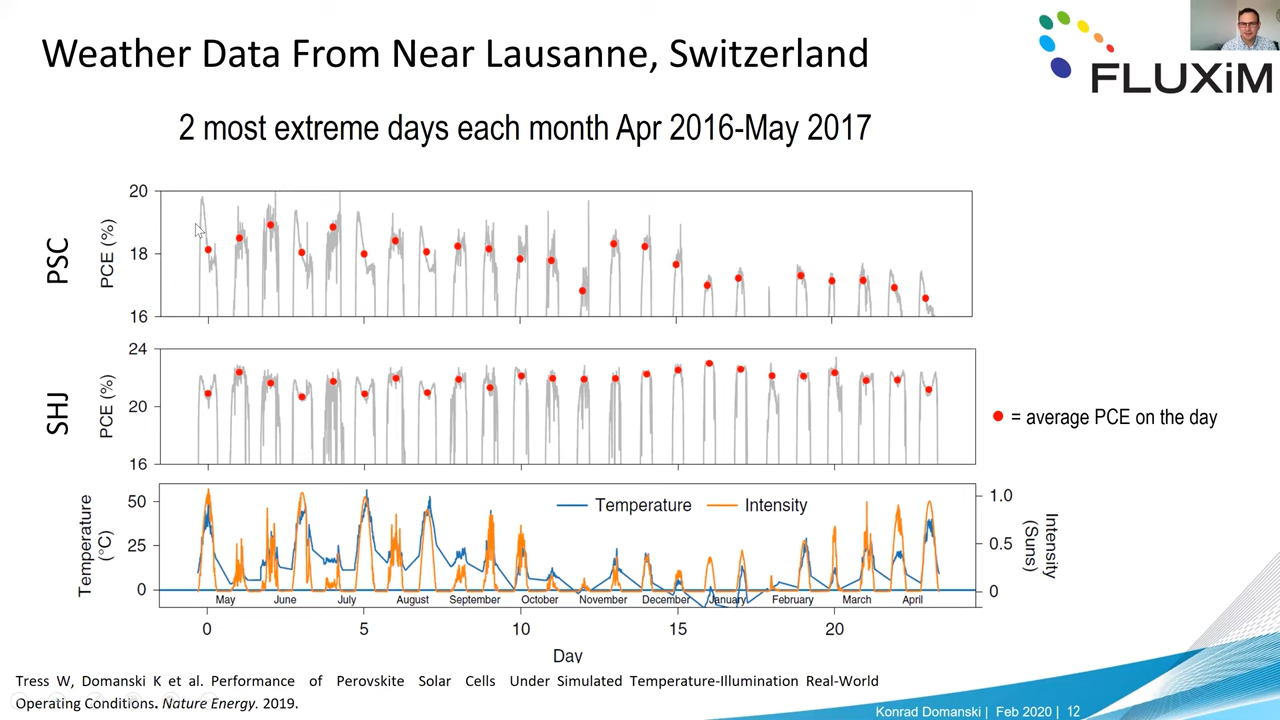 Weather Data From Near Lausanne, Switzerland
FLUXiM
2 most extreme days each month Apr 2016-May 2017
PSC
PCE (%)
20
18
16
SHJ
PCE (%)
24
20
16
= average PCE on the day
Temperature
(°C)
50
25
0
Temperature
Intensity
1.0
0.5
0
Intensity
(Suns)
May June July August September October November December January February March April
0 5 10 15 20
Day
Tress W, Domanski K et al. Performance of Perovskite Solar Cells Under Simulated Temperature-Illumination Real-World
Operating Conditions. Nature Energy. 2019.
Konrad Domanski | Feb 2020 | 12